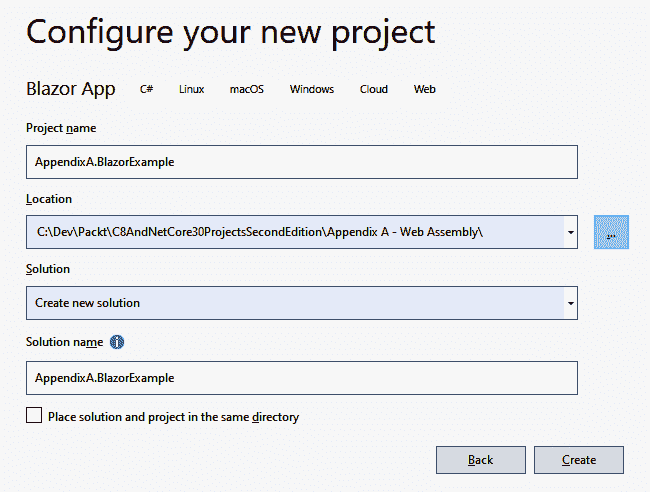 Configure your new project
Blazor App C# Linux macOS Windows Cloud Web
Project name
AppendixA.BlazorExample
Location
C:\Dev\Packt\C8AndNetCore30ProjectsSecondEdition\Appendix A - Web Assembly\
...
Solution
Create new solution
Solution name
AppendixA.BlazorExample
Place solution and project in the same directory
Back Create